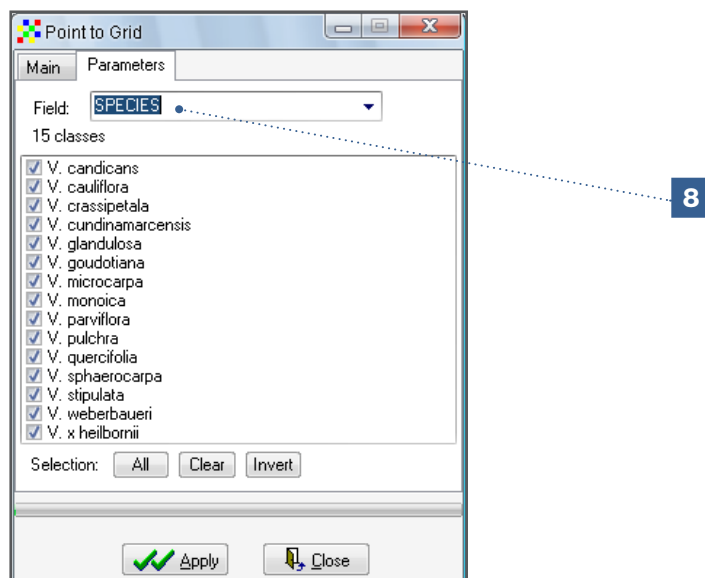 Point to Grid
Main Parameters
Field: SPECIES
8
15 classes
V. candicans
V. cauliflora
V. crassipetala
V. cundinamarcensis
V. glandulosa
V. goudotiana
V. microcarpa
V. monoica
V. parviflora
V. pulchra
V. quercifolia
V. sphaerocarpa
V. stipulata
V. weberbaueri
V. x heilbornii
Selection: All Clear Invert
Apply Close